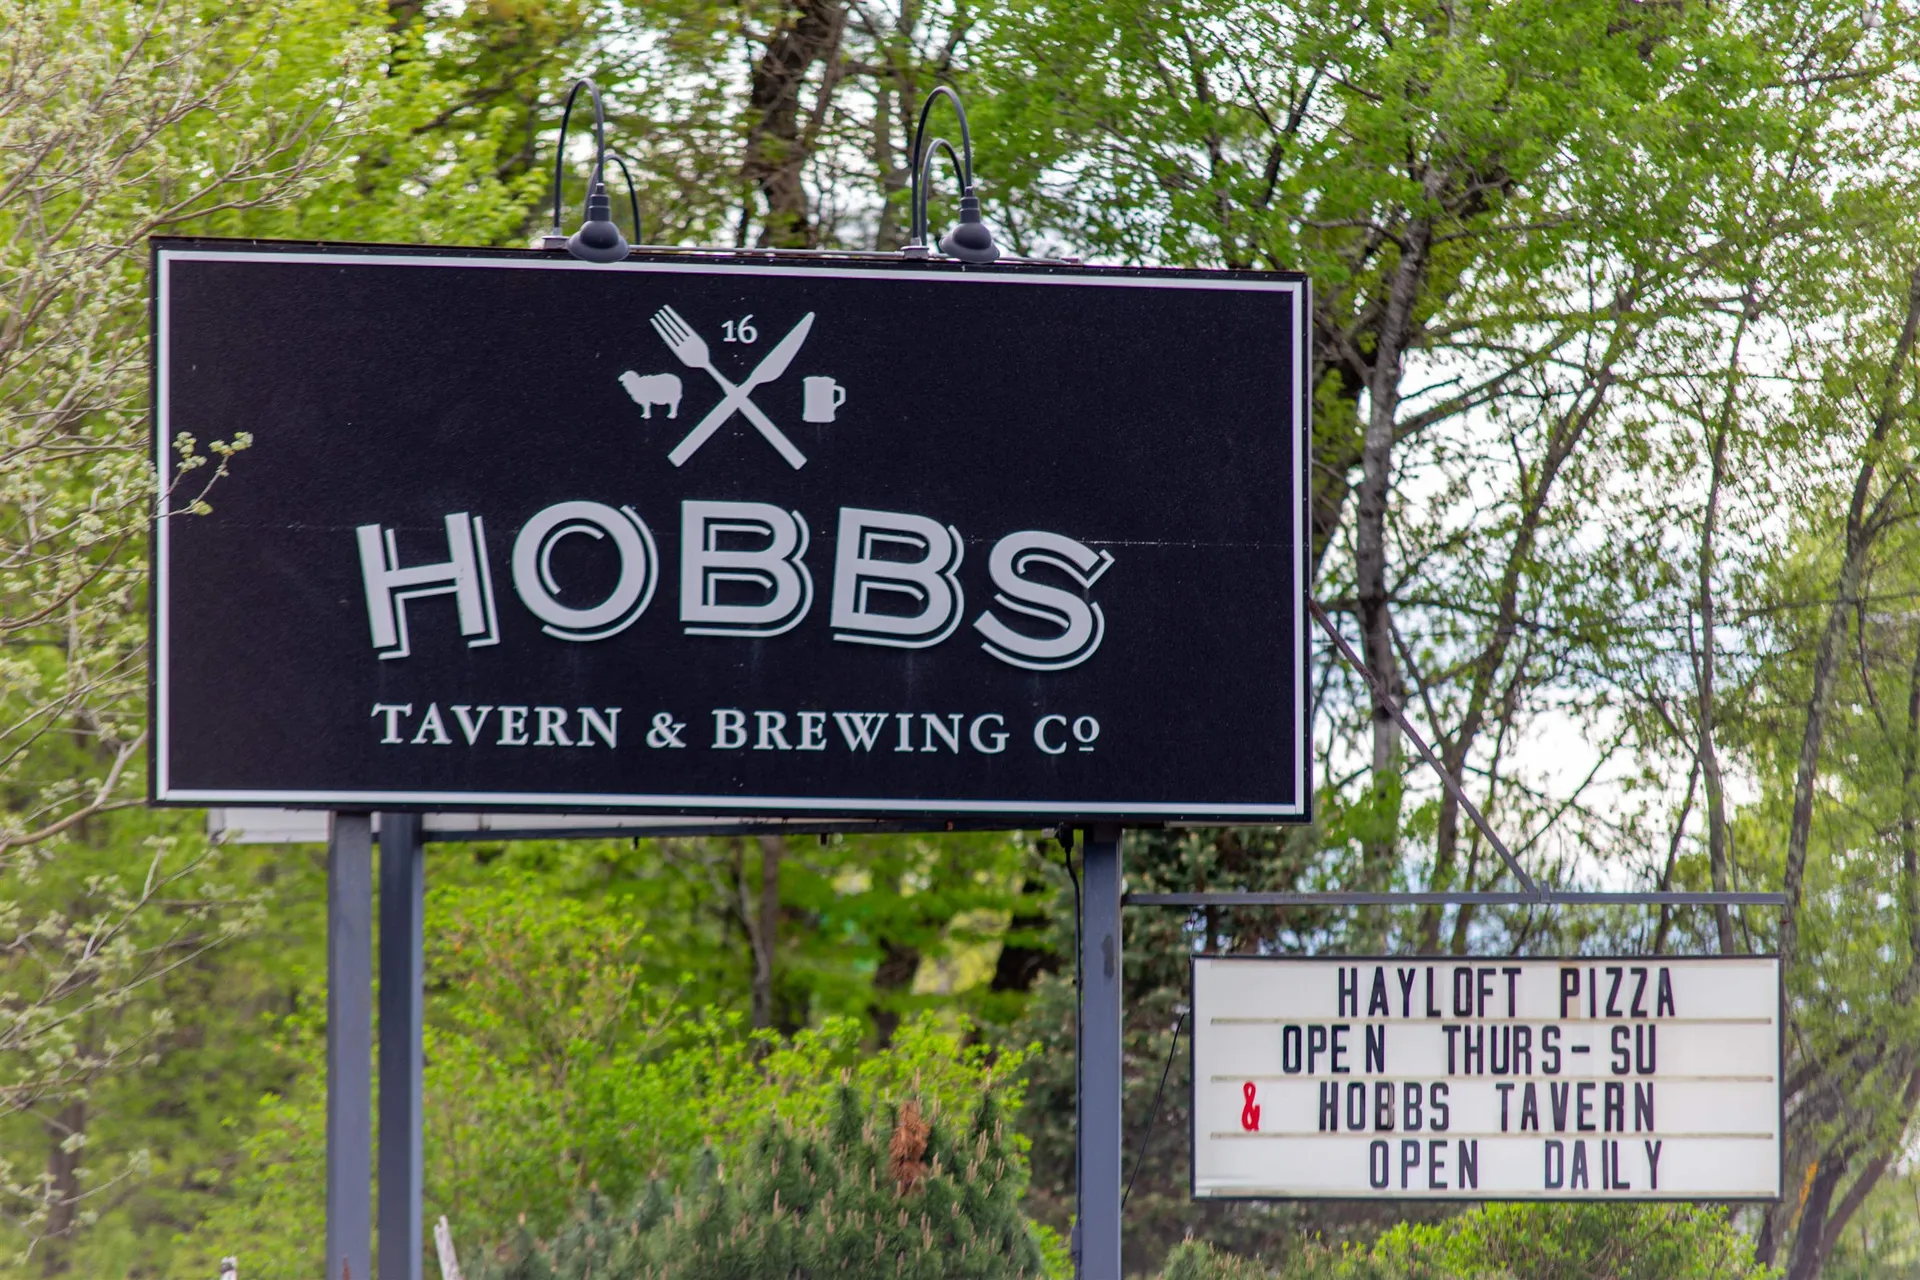 16
HOBBS
TAVERN & BREWING Cº
HAYLOFT PIZZA
OPEN THURS-SU
& HOBBS TAVERN
OPEN DAILY